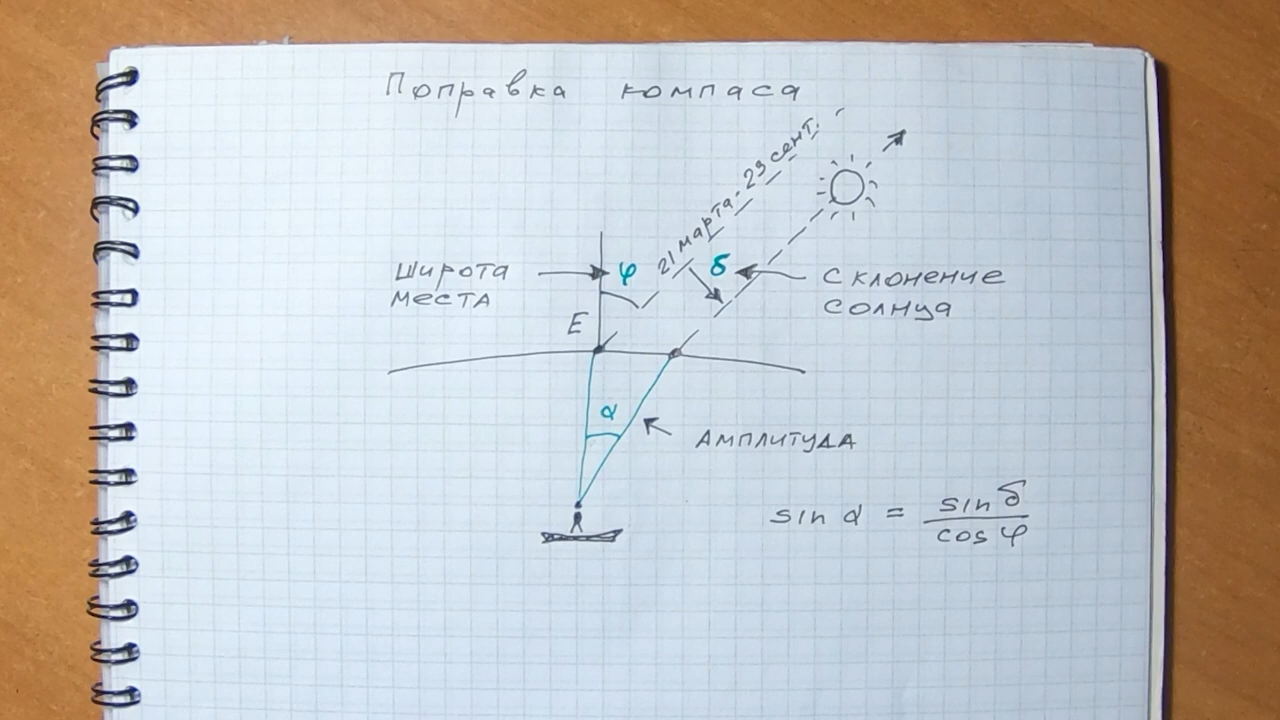 Поправка компаса
21 марта - 23 сент.
Широта
места
φ
δ
Склонение
солнца
E
α
Амплитуда
sin α = sin δ / cos φ